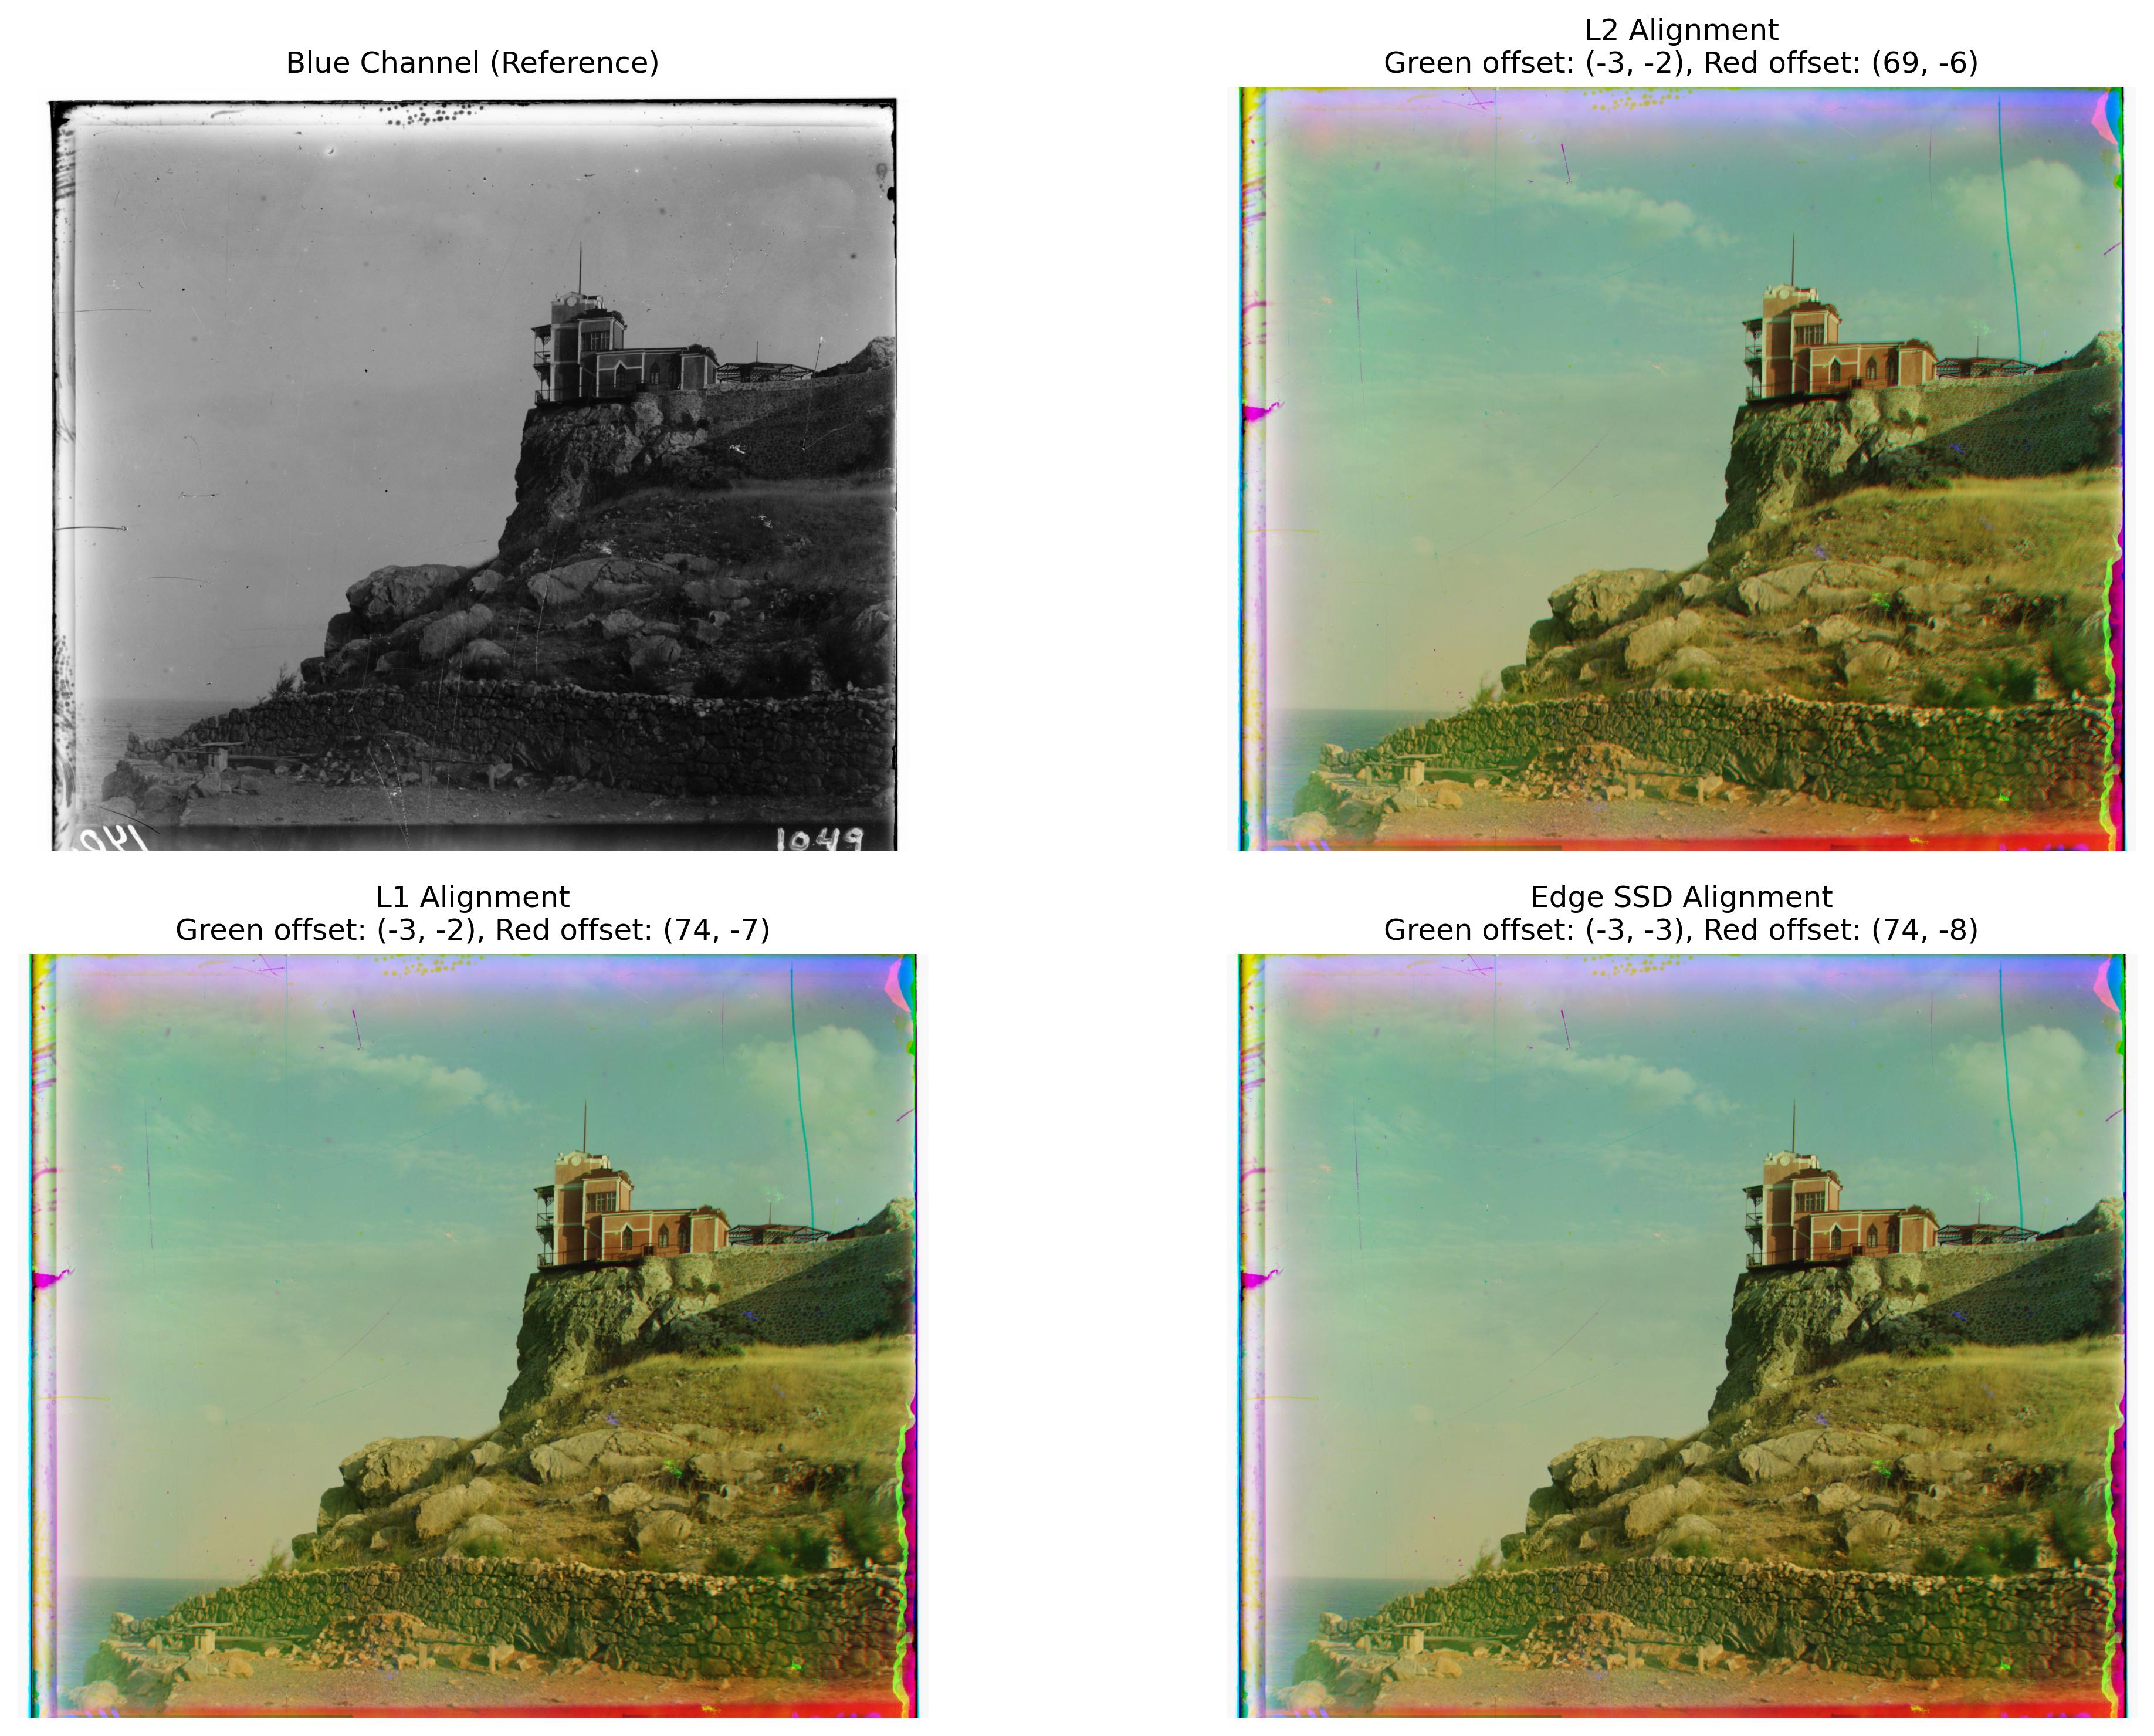 Blue Channel (Reference)
L2 Alignment
Green offset: (-3, -2), Red offset: (69, -6)
1049
L1 Alignment
Green offset: (-3, -2), Red offset: (74, -7)
Edge SSD Alignment
Green offset: (-3, -3), Red offset: (74, -8)